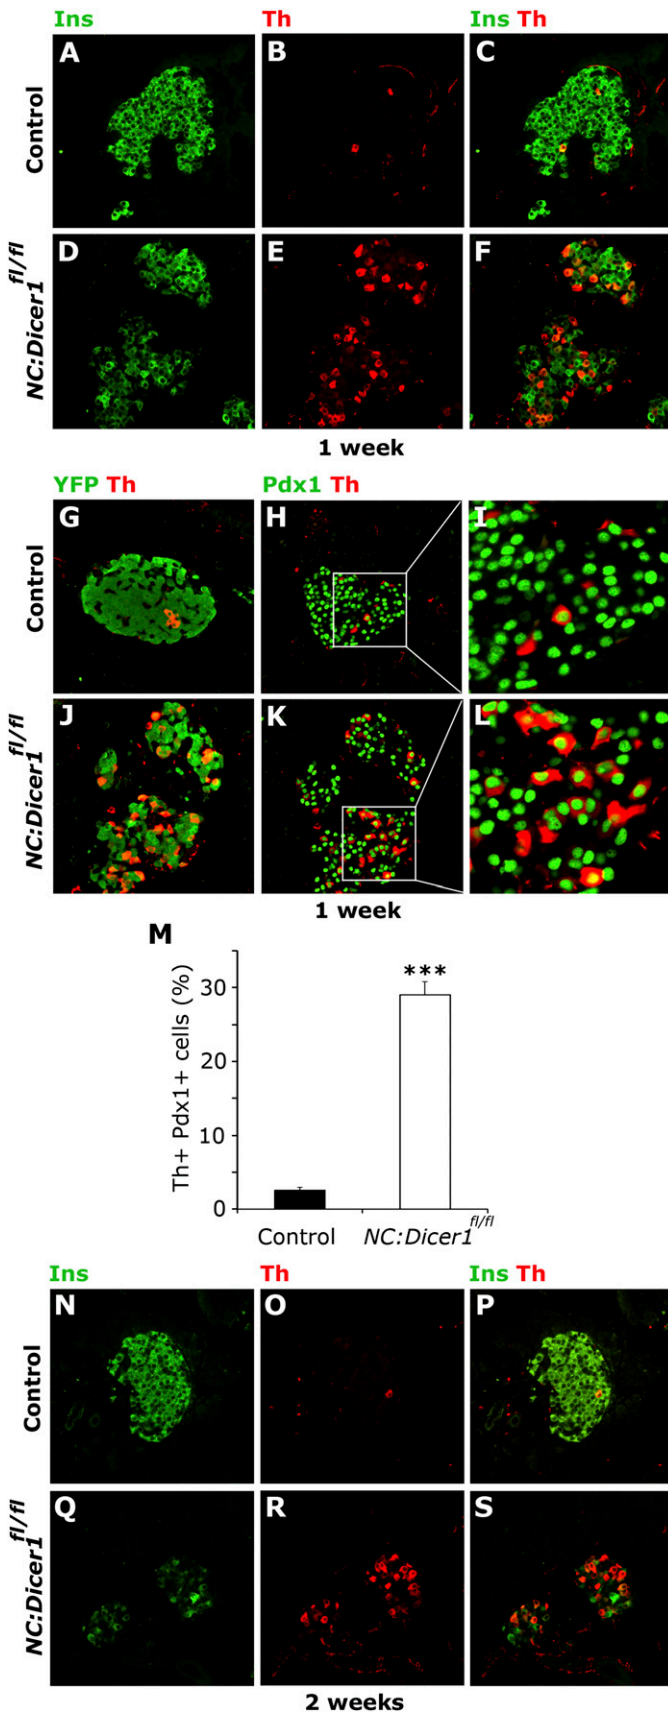 Ins Th Ins Th
Control A B C
NC:Dicer1fl/fl D E F
1 week
YFP Th Pdx1 Th
Control G H I
NC:Dicer1fl/fl J K L
1 week
M
***
Th+ Pdx1+ cells (%)
30
20
10
0
Control NC:Dicer1fl/fl
Ins Th Ins Th
Control N O P
NC:Dicer1fl/fl Q R S
2 weeks